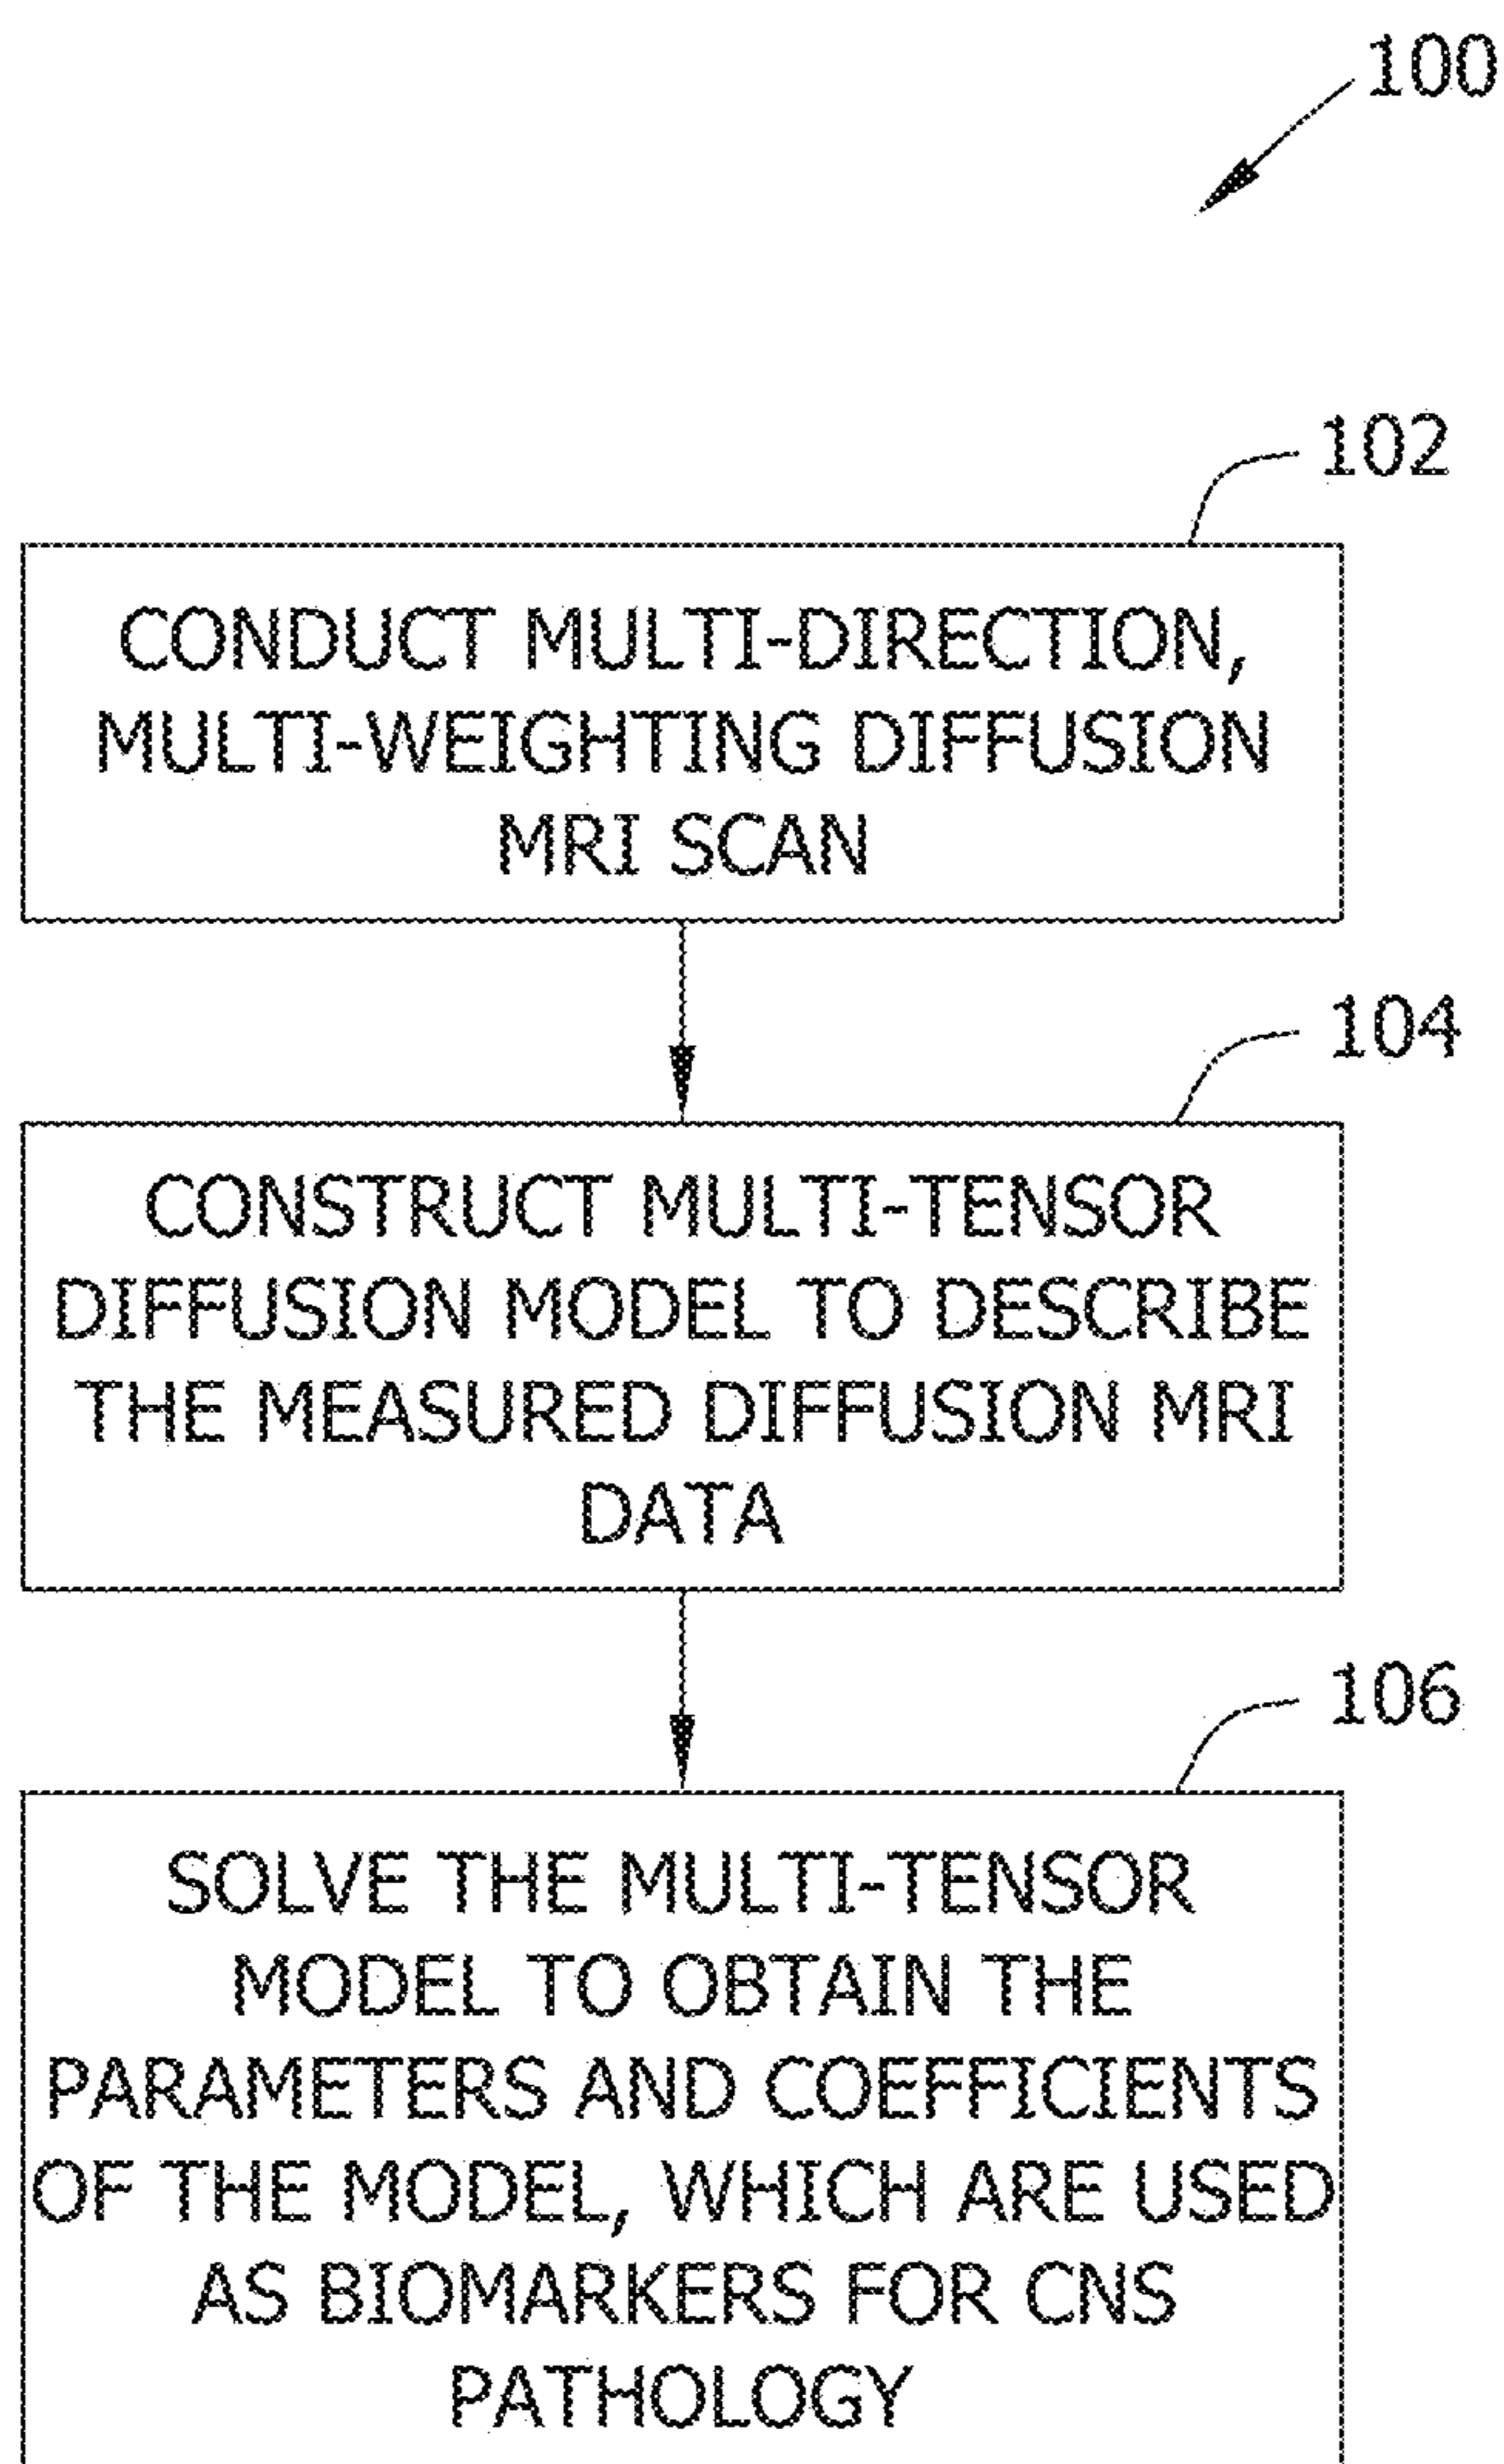 100
102
CONDUCT MULTI-DIRECTION,
MULTI-WEIGHTING DIFFUSION
MRI SCAN
104
CONSTRUCT MULTI-TENSOR
DIFFUSION MODEL TO DESCRIBE
THE MEASURED DIFFUSION MRI
DATA
106
SOLVE THE MULTI-TENSOR
MODEL TO OBTAIN THE
PARAMETERS AND COEFFICIENTS
OF THE MODEL, WHICH ARE USED
AS BIOMARKERS FOR CNS
PATHOLOGY